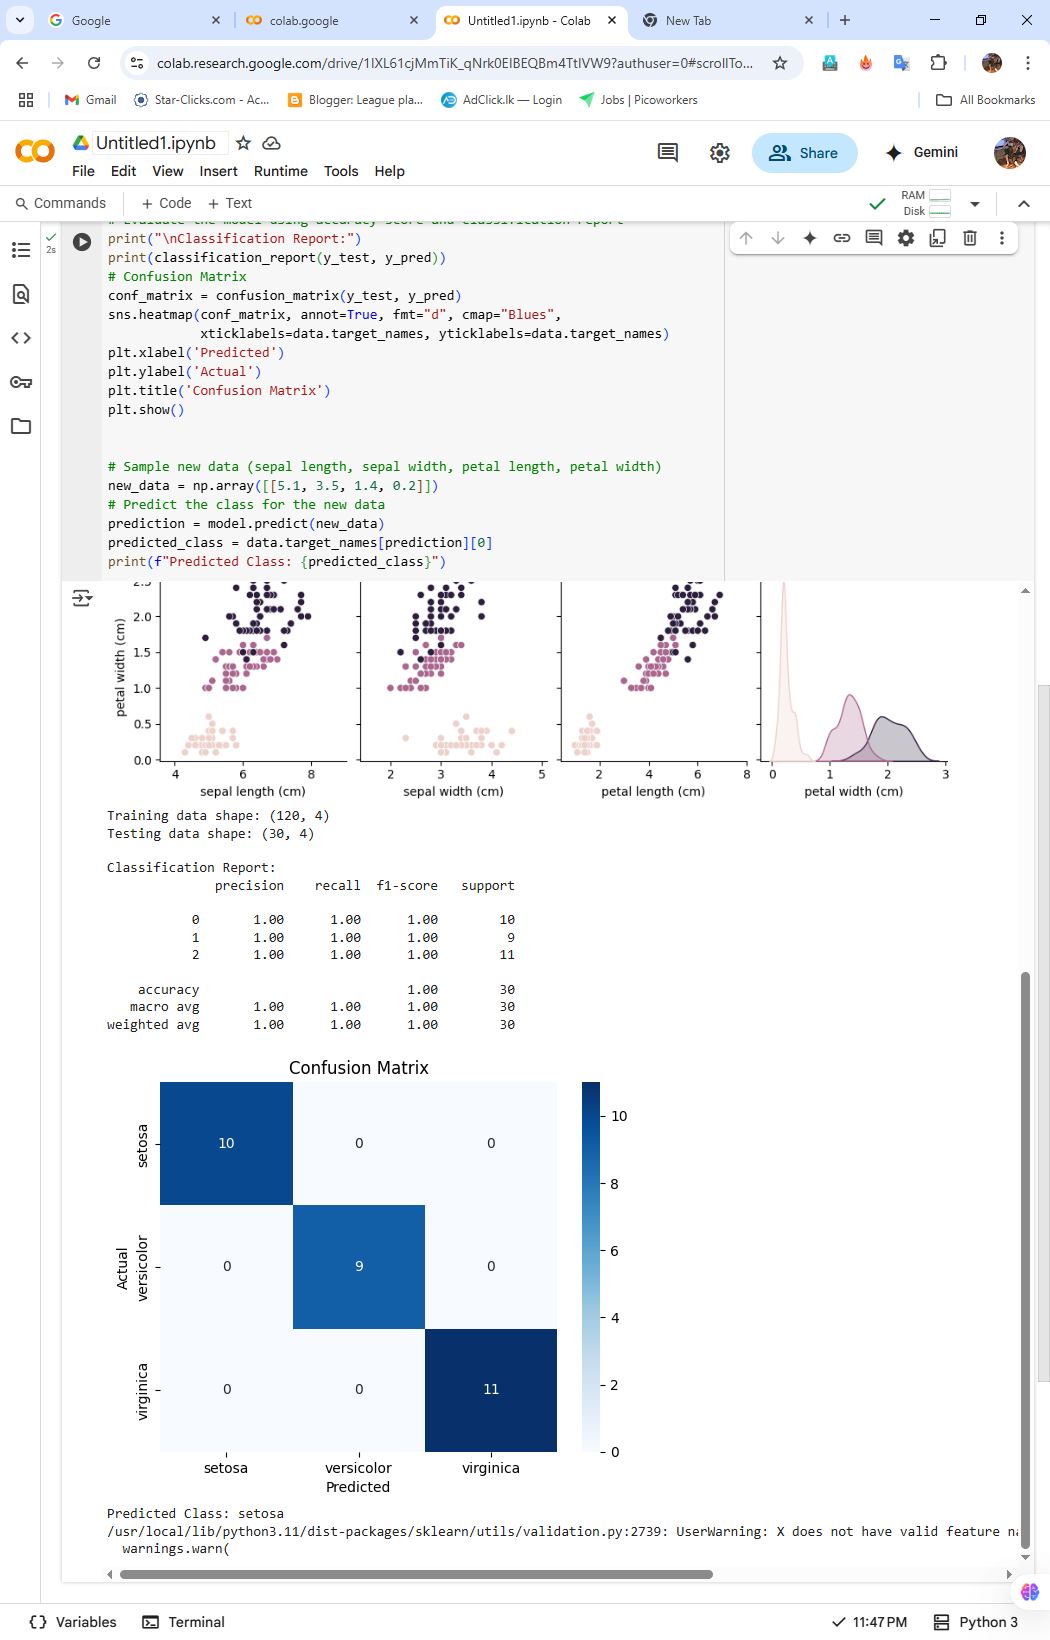 Google
colab.google
Untitled1.ipynb - Colab
New Tab
colab.research.google.com/drive/1IXL61cjMmTiK_qNrk0EIBEQBm4TtIVW9?authuser=0#scrollTo...
Gmail
Star-Clicks.com - Ac...
Blogger: League pla...
AdClick.lk — Login
Jobs | Picoworkers
All Bookmarks
Untitled1.ipynb
File Edit View Insert Runtime Tools Help
Share
Gemini
Commands + Code + Text
RAM
Disk
2s
# Evaluate the model using accuracy score and classification report
print("\nClassification Report:")
print(classification_report(y_test, y_pred))
# Confusion Matrix
conf_matrix = confusion_matrix(y_test, y_pred)
sns.heatmap(conf_matrix, annot=True, fmt="d", cmap="Blues",
xticklabels=data.target_names, yticklabels=data.target_names)
plt.xlabel('Predicted')
plt.ylabel('Actual')
plt.title('Confusion Matrix')
plt.show()
# Sample new data (sepal length, sepal width, petal length, petal width)
new_data = np.array([[5.1, 3.5, 1.4, 0.2]])
# Predict the class for the new data
prediction = model.predict(new_data)
predicted_class = data.target_names[prediction][0]
print(f"Predicted Class: {predicted_class}")
petal width (cm)
2.5
2.0
1.5
1.0
0.5
0.0
4 6 8 2 3 4 5 2 4 6 8 0 1 2 3
sepal length (cm) sepal width (cm) petal length (cm) petal width (cm)
Training data shape: (120, 4)
Testing data shape: (30, 4)
Classification Report:
precision recall f1-score support
0 1.00 1.00 1.00 10
1 1.00 1.00 1.00 9
2 1.00 1.00 1.00 11
accuracy 1.00 30
macro avg 1.00 1.00 1.00 30
weighted avg 1.00 1.00 1.00 30
Confusion Matrix
Actual
setosa 10 0 0
versicolor 0 9 0
virginica 0 0 11
setosa versicolor virginica
Predicted
10
8
6
4
2
0
Predicted Class: setosa
/usr/local/lib/python3.11/dist-packages/sklearn/utils/validation.py:2739: UserWarning: X does not have valid feature
warnings.warn(
{} Variables
Terminal
11:47 PM
Python 3